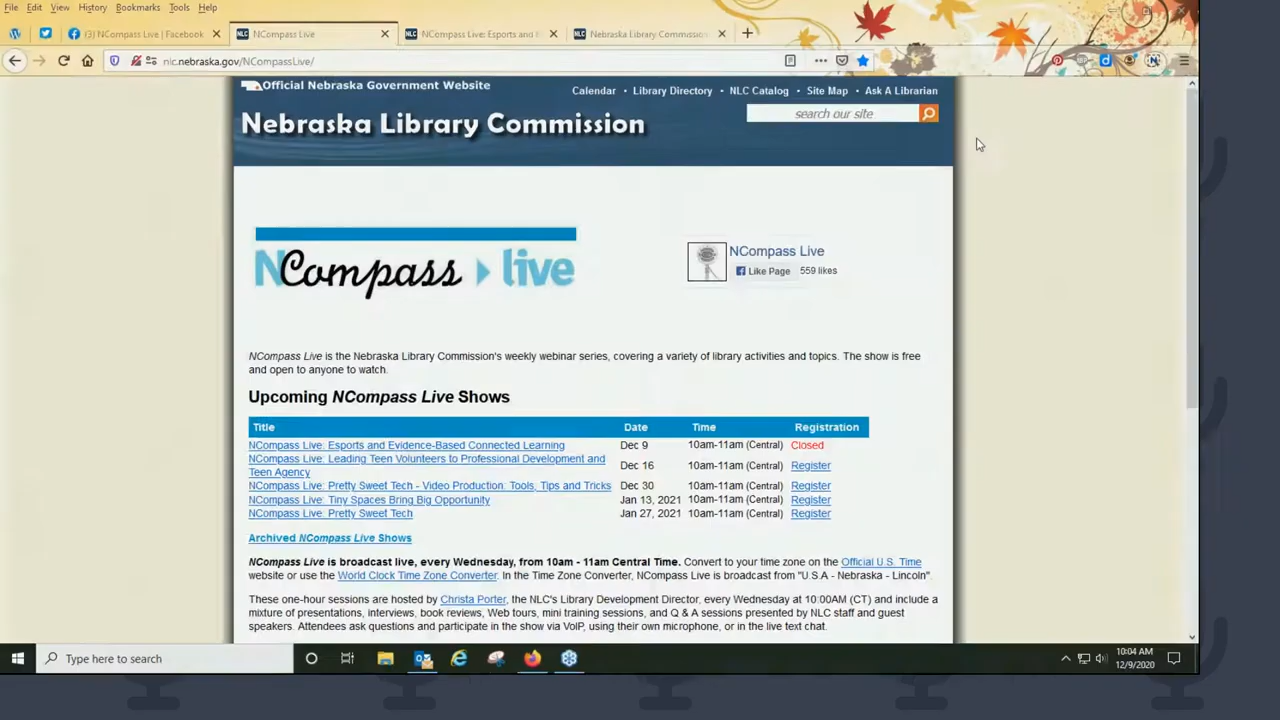 File Edit View History Bookmarks Tools Help
(3) NCompass Live | Facebook
NCompass Live
NCompass Live: Esports and
Nebraska Library Commission
nlc.nebraska.gov/NCompassLive/
Official Nebraska Government Website
Calendar • Library Directory • NLC Catalog • Site Map • Ask A Librarian
Nebraska Library Commission
search our site
NCompass live
NCompass Live
Like Page 559 likes
NCompass Live is the Nebraska Library Commission's weekly webinar series, covering a variety of library activities and topics. The show is free
and open to anyone to watch.
Upcoming NCompass Live Shows
Title Date Time Registration
NCompass Live: Esports and Evidence-Based Connected Learning Dec 9 10am-11am (Central) Closed
NCompass Live: Leading Teen Volunteers to Professional Development and
Teen Agency Dec 16 10am-11am (Central) Register
NCompass Live: Pretty Sweet Tech - Video Production: Tools, Tips and Tricks Dec 30 10am-11am (Central) Register
NCompass Live: Tiny Spaces Bring Big Opportunity Jan 13, 2021 10am-11am (Central) Register
NCompass Live: Pretty Sweet Tech Jan 27, 2021 10am-11am (Central) Register
Archived NCompass Live Shows
NCompass Live is broadcast live, every Wednesday, from 10am - 11am Central Time. Convert to your time zone on the Official U.S. Time
website or use the World Clock Time Zone Converter. In the Time Zone Converter, NCompass Live is broadcast from "U.S.A - Nebraska - Lincoln".
These one-hour sessions are hosted by Christa Porter, the NLC's Library Development Director, every Wednesday at 10:00AM (CT) and include a
mixture of presentations, interviews, book reviews, Web tours, mini training sessions, and Q & A sessions presented by NLC staff and guest
speakers. Attendees ask questions and participate in the show via VoIP, using their own microphone, or in the live text chat.
Type here to search
10:04 AM
12/9/2020